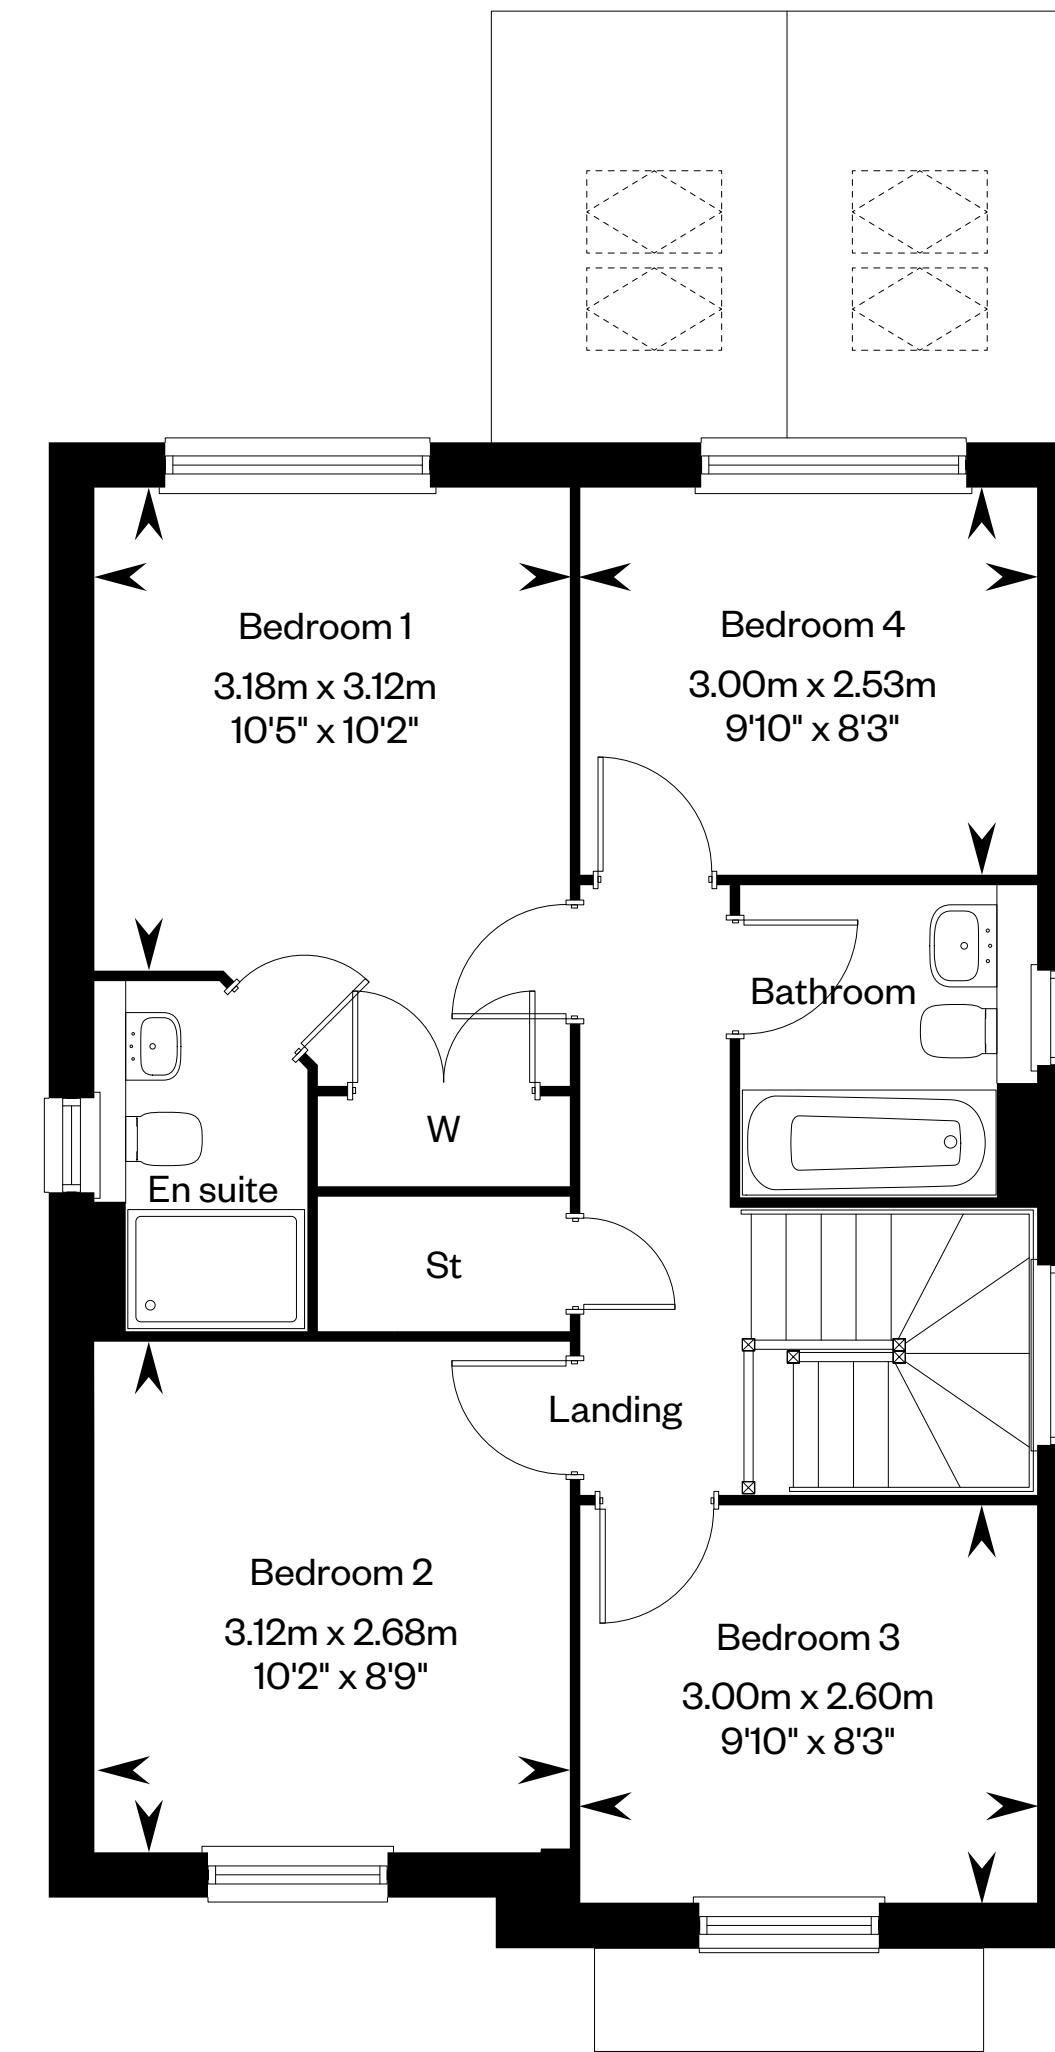 Bedroom 1
3.18m x 3.12m
10'5" x 10'2"
Bedroom 4
3.00m x 2.53m
9'10" x 8'3"
Bathroom
W
En suite
St
Landing
Bedroom 2
3.12m x 2.68m
10'2" x 8'9"
Bedroom 3
3.00m x 2.60m
9'10" x 8'3"